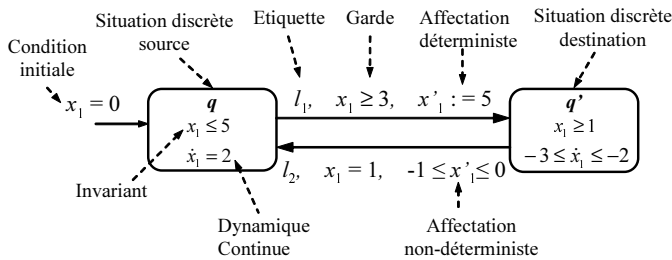 Condition
initiale
x₁ = 0
Situation discrète
source
Etiquette
Garde
Affectation
déterministe
Situation discrète
destination
q
x₁ ≤ 5
ẋ₁ = 2
l₁, x₁ ≥ 3, x'₁ := 5
l₂, x₁ = 1, -1 ≤ x'₁ ≤ 0
q'
x₁ ≥ 1
−3 ≤ ẋ₁ ≤ −2
Invariant
Dynamique
Continue
Affectation
non-déterministe